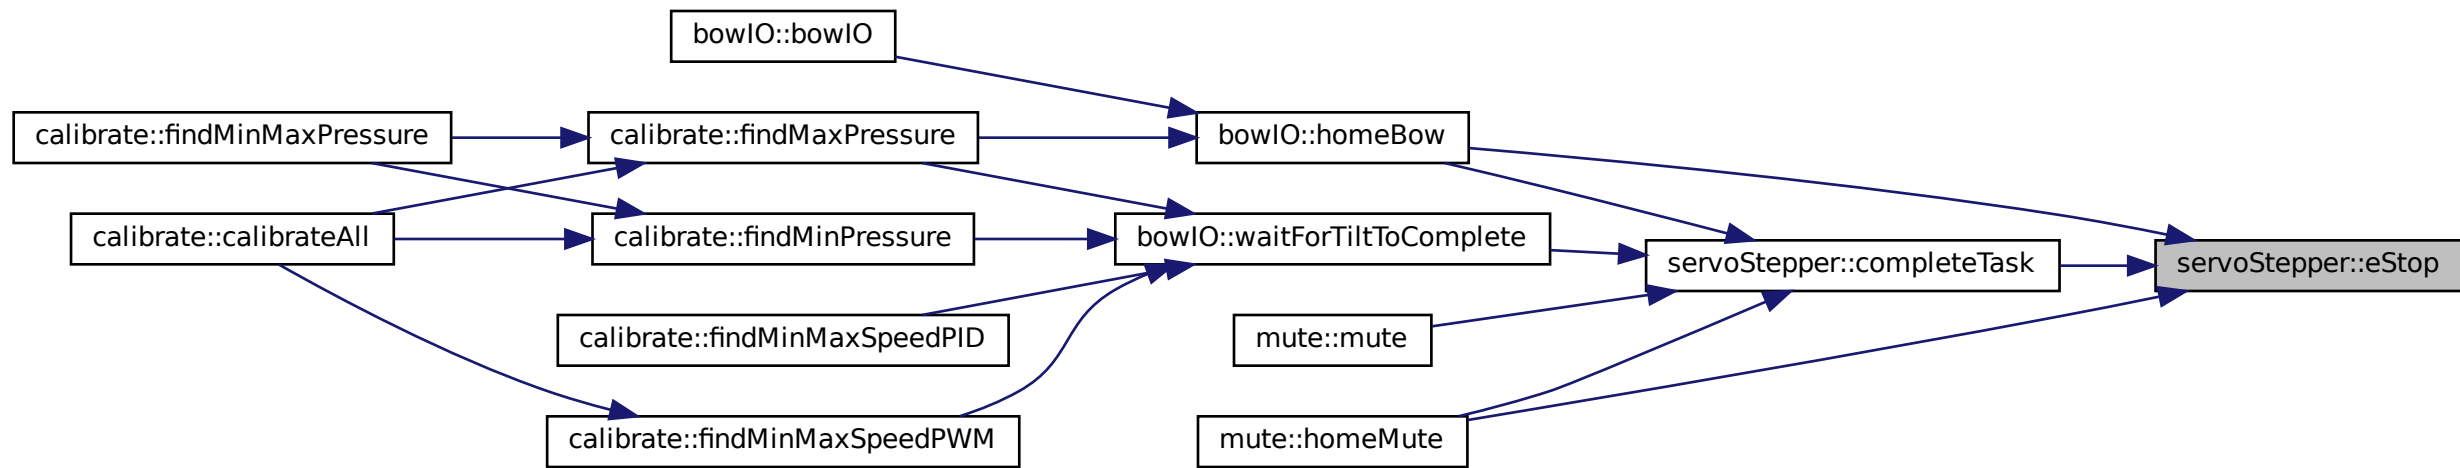 bowIO::bowIO
calibrate::findMinMaxPressure
calibrate::findMaxPressure
bowIO::homeBow
calibrate::calibrateAll
calibrate::findMinPressure
bowIO::waitForTiltToComplete
servoStepper::completeTask
servoStepper::eStop
calibrate::findMinMaxSpeedPID
mute::mute
calibrate::findMinMaxSpeedPWM
mute::homeMute